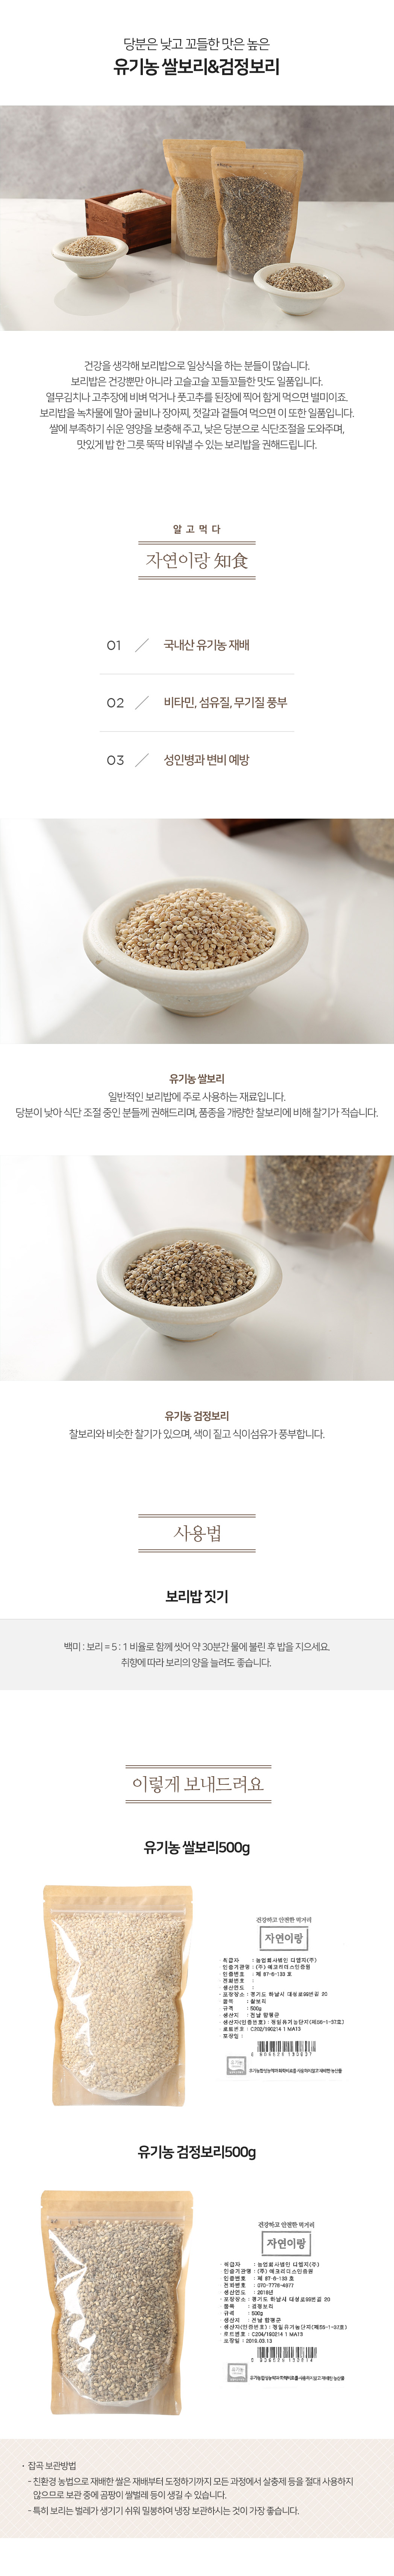 당분은 낮고 꼬들한 맛은 높은
유기농 쌀보리&검정보리
건강을 생각해 보리밥으로 일상식을 하는 분들이 많습니다.
보리밥은 건강뿐만 아니라 고슬고슬 꼬들꼬들한 맛도 일품입니다.
열무김치나 고추장에 비벼 먹거나 풋고추를 된장에 찍어 함께 먹으면 별미이죠.
보리밥을 녹차물에 말아 굴비나 장아찌, 젓갈과 곁들여 먹으면 이 또한 일품입니다.
쌀에 부족하기 쉬운 영양을 보충해 주고, 낮은 당분으로 식단조절을 도와주며,
맛있게 밥 한 그릇 뚝딱 비워낼 수 있는 보리밥을 권해드립니다.
알고먹다
자연이랑 知食
01 국내산 유기농 재배
02 비타민, 섬유질, 무기질 풍부
03 성인병과 변비 예방
유기농 쌀보리
일반적인 보리밥에 주로 사용하는 재료입니다.
당분이 낮아 식단 조절 중인 분들께 권해드리며, 품종을 개량한 찰보리에 비해 찰기가 적습니다.
유기농 검정보리
찰보리와 비슷한 찰기가 있으며, 색이 짙고 식이섬유가 풍부합니다.
사용법
보리밥 짓기
백미 : 보리 = 5 : 1 비율로 함께 씻어 약 30분간 물에 불린 후 밥을 지으세요.
취향에 따라 보리의 양을 늘려도 좋습니다.
이렇게 보내드려요
유기농 쌀보리500g
건강하고 안전한 먹거리
자연이랑
· 취급자 : 농업회사법인 디법지(주)
· 인증기관명 : (주) 에코리더스인증원
· 인증번호 : 제 87-6-133 호
· 전화번호 :
· 생산연도 :
· 포장장소 : 경기도 하남시 대성로99번길 20
· 품목 : 쌀보리
· 규격 : 500g
· 생산지 : 전남 함평군
· 생산자(인증번호) : 정일유기농단지(제55-1-37호)
· 로트번호 : C202/190214 1 MA13
· 포장일 :
유기농 검정보리500g
건강하고 안전한 먹거리
자연이랑
· 취급자 : 농업회사법인 디법지(주)
· 인증기관명 : (주) 에코리더스인증원
· 인증번호 : 제 87-6-133 호
· 전화번호 : 070-7776-4977
· 생산연도 : 2018년
· 포장장소 : 경기도 하남시 대성로99번길 20
· 품목 : 검정보리
· 규격 : 500g
· 생산지 : 전남 함평군
· 생산자(인증번호) : 정일유기농단지(제55-1-37호)
· 로트번호 : C204/190214 1 MA13
· 포장일 : 2019.03.13
· 잡곡 보관방법
- 친환경 농법으로 재배한 쌀은 재배부터 도정하기까지 모든 과정에서 살충제 등을 절대 사용하지
않으므로 보관 중에 곰팡이 쌀벌레 등이 생길 수 있습니다.
- 특히 보리는 벌레가 생기기 쉬워 밀봉하여 냉장 보관하시는 것이 가장 좋습니다.